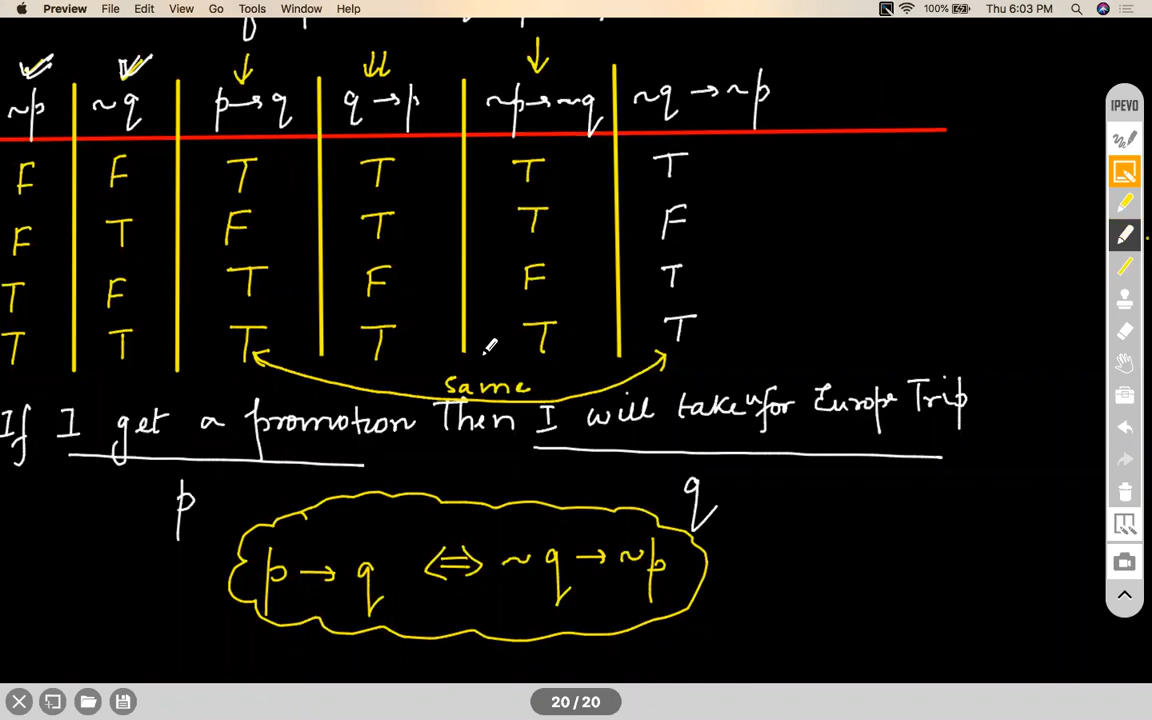 Preview File Edit View Go Tools Window Help 100% Thu 6:03 PM
~p ~q p→q q→p ~p→~q ~q→~p
F F T T T T
F T F T T F
T F T F F T
T T T T T T
same
If I get a promotion Then I will take u for Europe Trip
p q
p → q ⇔ ~q → ~p
IPEVO
20/20